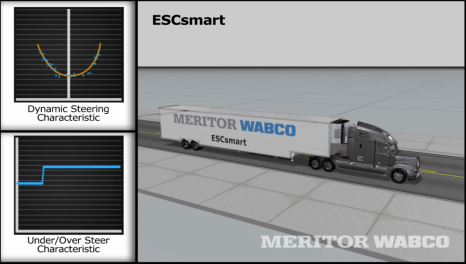 ESCsmart
Dynamic Steering
Characteristic
MERITOR WABCO
ESCsmart
Under/Over Steer
Characteristic
MERITOR WABCO